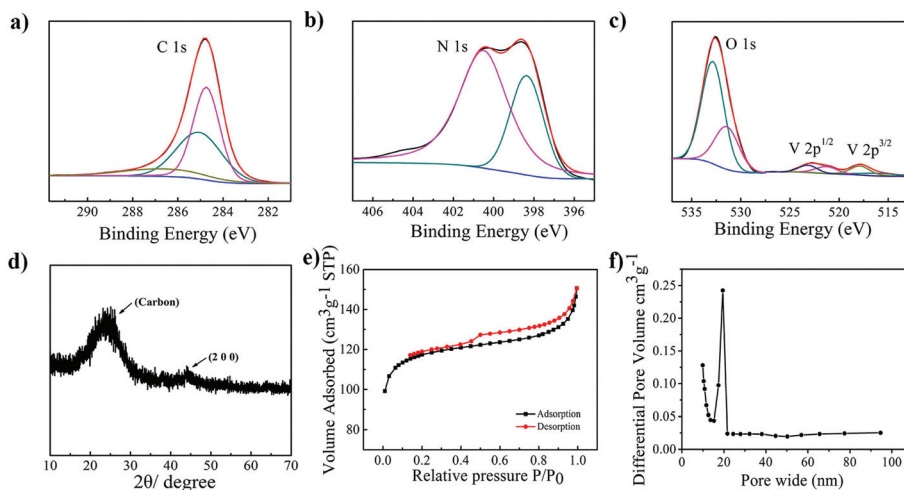 a)
C 1s
290 288 286 284 282
Binding Energy (eV)
b)
N 1s
406 404 402 400 398 396
Binding Energy (eV)
c)
O 1s
V 2p1/2
V 2p3/2
535 530 525 520 515
Binding Energy (eV)
d)
(Carbon)
(2 0 0)
10 20 30 40 50 60 70
2θ/ degree
e)
Volume Adsorbed (cm3g-1 STP)
160
140
120
100
80
Adsorption
Desorption
0.0 0.2 0.4 0.6 0.8 1.0
Relative pressure P/P0
f)
Differential Pore Volume cm3g-1
0.25
0.20
0.15
0.10
0.05
0.00
0 20 40 60 80 100
Pore wide (nm)